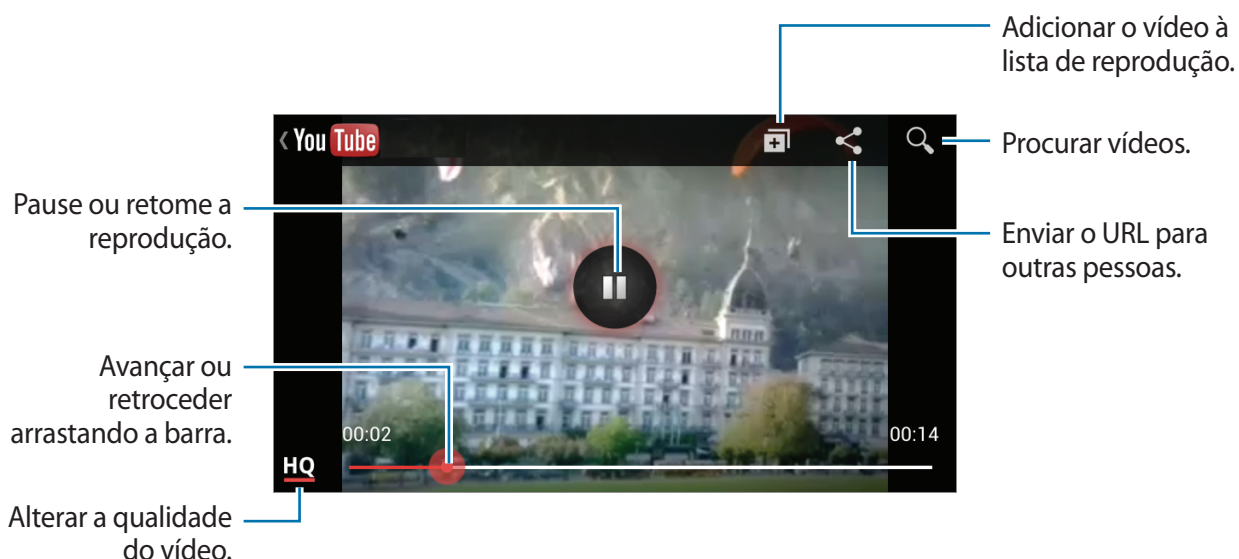 Adicionar o vídeo à
lista de reprodução.
You Tube
Procurar vídeos.
Pause ou retome a
reprodução.
Enviar o URL para
outras pessoas.
Avançar ou
retroceder
arrastando a barra.
00:02
00:14
HQ
Alterar a qualidade
do vídeo.